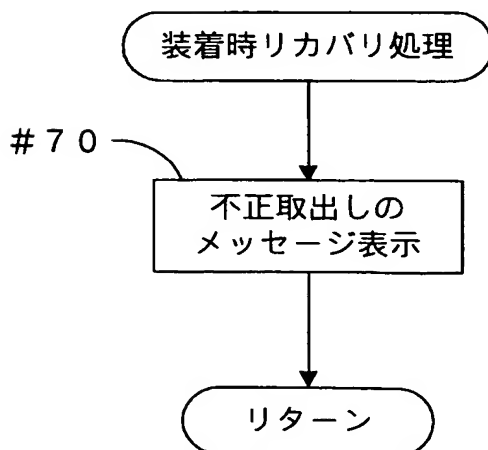 装着時リカバリ処理
#70
不正取出しの
メッセージ表示
リターン